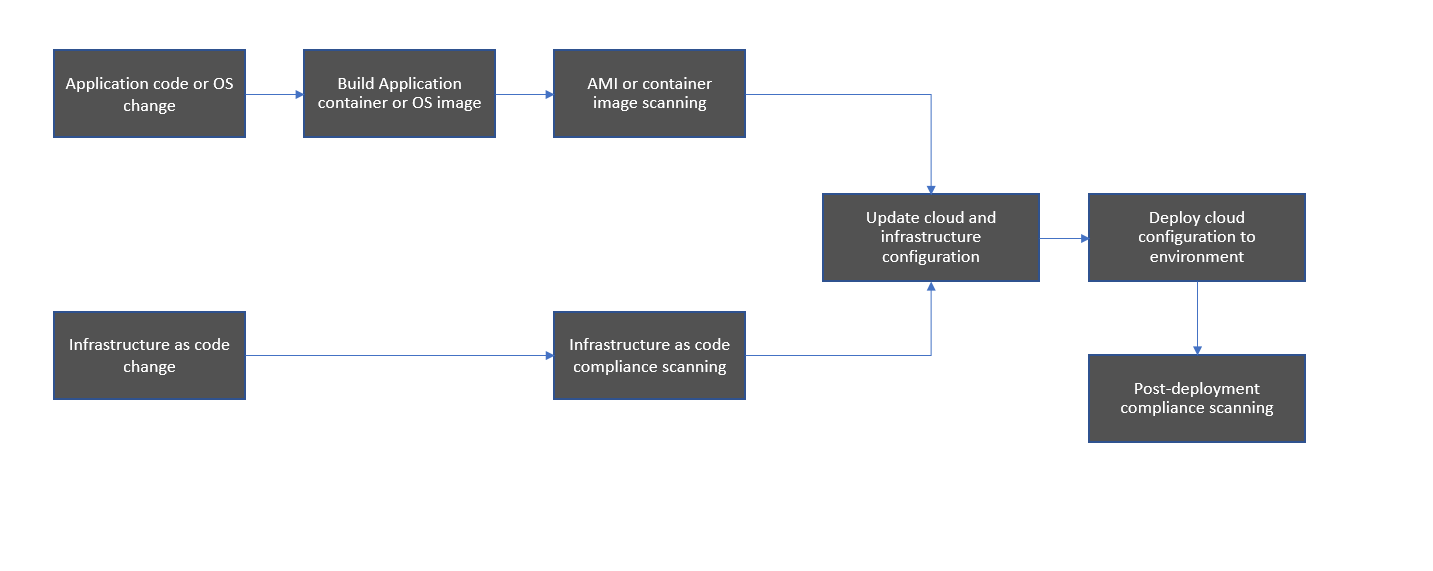 Application code or OS
change
Build Application
container or OS image
AMI or container
image scanning
Update cloud and
infrastructure
configuration
Deploy cloud
configuration to
environment
Infrastructure as code
change
Infrastructure as code
compliance scanning
Post-deployment
compliance scanning